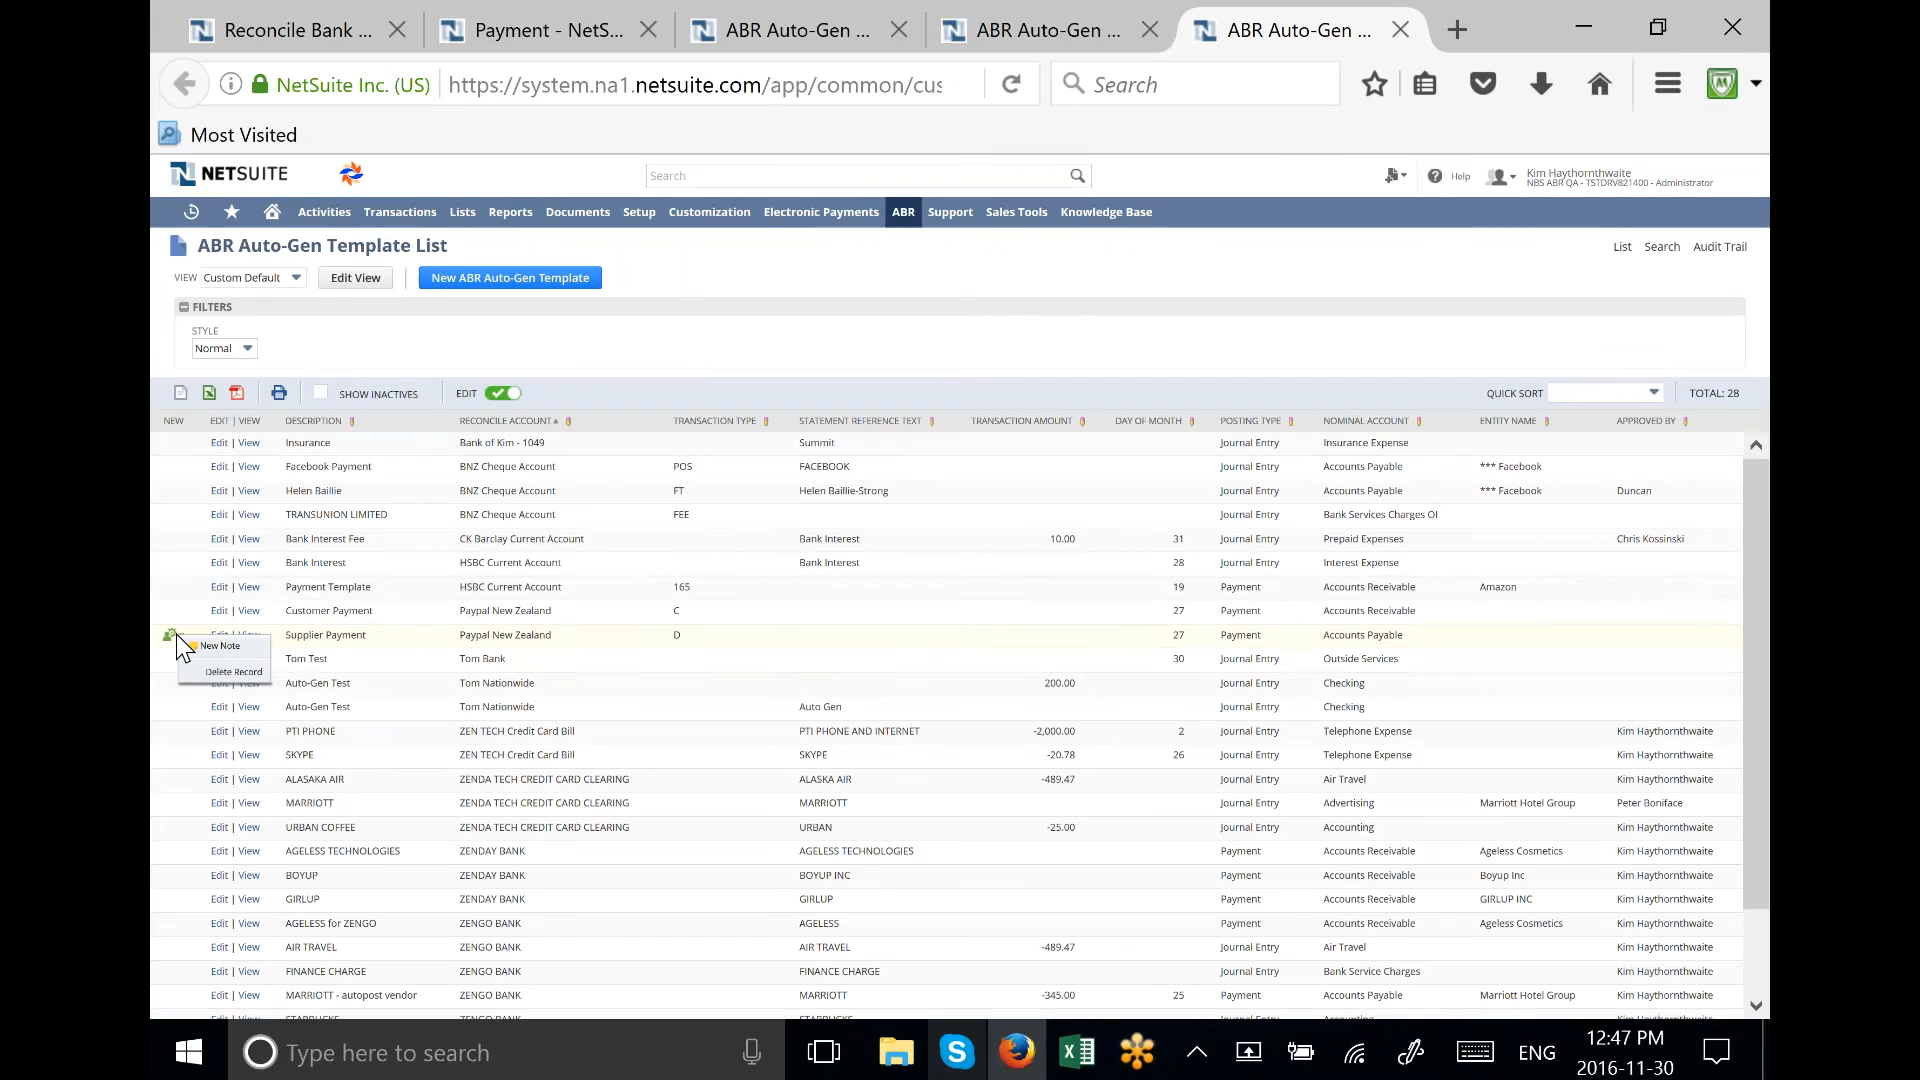 Reconcile Bank ...
Payment - NetS...
ABR Auto-Gen ...
ABR Auto-Gen ...
ABR Auto-Gen ...
NetSuite Inc. (US)
https://system.na1.netsuite.com/app/common/cus
Search
Most Visited
NETSUITE
Search
Help
Kim Haythornthwaite
NBS ABR QA - TSTDRV821400 - Administrator
Activities Transactions Lists Reports Documents Setup Customization Electronic Payments ABR Support Sales Tools Knowledge Base
ABR Auto-Gen Template List
List Search Audit Trail
VIEW Custom Default Edit View New ABR Auto-Gen Template
FILTERS
STYLE
Normal
SHOW INACTIVES EDIT QUICK SORT TOTAL: 28
NEW EDIT | VIEW DESCRIPTION RECONCILE ACCOUNT TRANSACTION TYPE STATEMENT REFERENCE TEXT TRANSACTION AMOUNT DAY OF MONTH POSTING TYPE NOMINAL ACCOUNT ENTITY NAME APPROVED BY
Edit | View Insurance Bank of Kim - 1049 Summit Journal Entry Insurance Expense
Edit | View Facebook Payment BNZ Cheque Account POS FACEBOOK Journal Entry Accounts Payable *** Facebook
Edit | View Helen Baillie BNZ Cheque Account FT Helen Baillie-Strong Journal Entry Accounts Payable *** Facebook Duncan
Edit | View TRANSUNION LIMITED BNZ Cheque Account FEE Journal Entry Bank Services Charges OI
Edit | View Bank Interest Fee CK Barclay Current Account Bank Interest 10.00 31 Journal Entry Prepaid Expenses Chris Kossinski
Edit | View Bank Interest HSBC Current Account Bank Interest 28 Journal Entry Interest Expense
Edit | View Payment Template HSBC Current Account 165 19 Payment Accounts Receivable Amazon
Edit | View Customer Payment Paypal New Zealand C 27 Payment Accounts Receivable
Supplier Payment Paypal New Zealand D 27 Payment Accounts Payable
New Note
Tom Test Tom Bank 30 Journal Entry Outside Services
Delete Record
Auto-Gen Test Tom Nationwide 200.00 Journal Entry Checking
Edit | View Auto-Gen Test Tom Nationwide Auto Gen Journal Entry Checking
Edit | View PTI PHONE ZEN TECH Credit Card Bill PTI PHONE AND INTERNET -2,000.00 2 Journal Entry Telephone Expense Kim Haythornthwaite
Edit | View SKYPE ZEN TECH Credit Card Bill SKYPE -20.78 26 Journal Entry Telephone Expense Kim Haythornthwaite
Edit | View ALASAKA AIR ZENDA TECH CREDIT CARD CLEARING ALASKA AIR -489.47 Journal Entry Air Travel Kim Haythornthwaite
Edit | View MARRIOTT ZENDA TECH CREDIT CARD CLEARING MARRIOTT Journal Entry Advertising Marriott Hotel Group Peter Boniface
Edit | View URBAN COFFEE ZENDA TECH CREDIT CARD CLEARING URBAN -25.00 Journal Entry Accounting Kim Haythornthwaite
Edit | View AGELESS TECHNOLOGIES ZENDAY BANK AGELESS TECHNOLOGIES Payment Accounts Receivable Ageless Cosmetics Kim Haythornthwaite
Edit | View BOYUP ZENDAY BANK BOYUP INC Payment Accounts Receivable Boyup Inc Kim Haythornthwaite
Edit | View GIRLUP ZENDAY BANK GIRLUP Payment Accounts Receivable GIRLUP INC Kim Haythornthwaite
Edit | View AGELESS for ZENGO ZENGO BANK AGELESS Payment Accounts Receivable Ageless Cosmetics Kim Haythornthwaite
Edit | View AIR TRAVEL ZENGO BANK AIR TRAVEL -489.47 Journal Entry Air Travel Kim Haythornthwaite
Edit | View FINANCE CHARGE ZENGO BANK FINANCE CHARGE Journal Entry Bank Service Charges Kim Haythornthwaite
Edit | View MARRIOTT - autopost vendor ZENGO BANK MARRIOTT -345.00 25 Payment Accounts Payable Marriott Hotel Group Kim Haythornthwaite
Type here to search
ENG
12:47 PM
2016-11-30